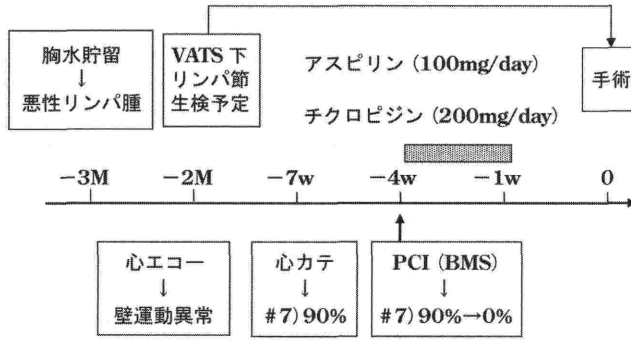 胸水貯留
↓
悪性リンパ腫
VATS 下
リンパ節
生検予定
アスピリン (100mg/day)
チクロピジン (200mg/day)
手術
−3M
−2M
−7w
−4w
−1w
0
心エコー
↓
壁運動異常
心カテ
↓
#7) 90%
PCI (BMS)
↓
#7) 90%→0%